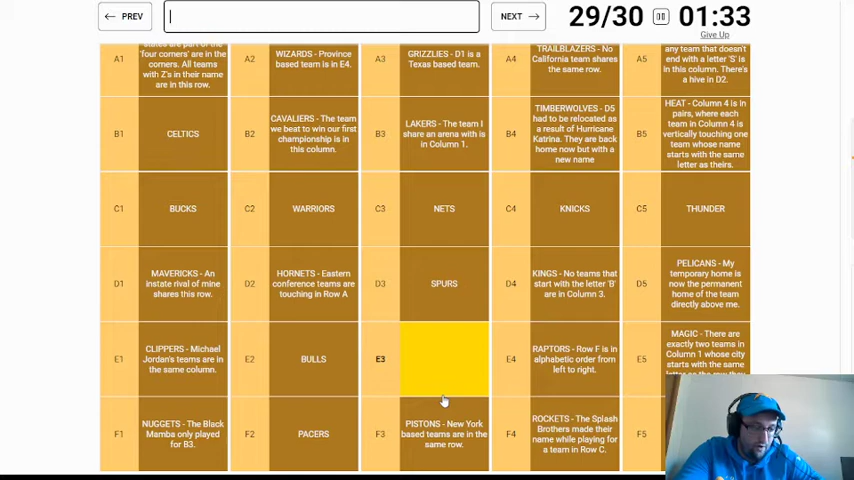 ← PREV
NEXT →
29/30
01:33
Give Up
A1
states are part of the
'four corners' are in the
corners. All teams
with Z's in their name
are in this row.
A2
WIZARDS - Province
based team is in E4.
A3
GRIZZLIES - D1 is a
Texas based team.
A4
TRAILBLAZERS - No
California team shares
the same row.
A5
any team that doesn't
end with a letter 'S' is
in this column. There's
a hive in D2.
B1
CELTICS
B2
CAVALIERS - The team
we beat to win our first
championship is in
this column.
B3
LAKERS - The team I
share an arena with is
in Column 1.
B4
TIMBERWOLVES - D5
had to be relocated as
a result of Hurricane
Katrina. They are back
home now but with a
new name
B5
HEAT - Column 4 is in
pairs, where each
team in Column 4 is
vertically touching one
team whose name
starts with the same
letter as theirs.
C1
BUCKS
C2
WARRIORS
C3
NETS
C4
KNICKS
C5
THUNDER
D1
MAVERICKS - An
instate rival of mine
shares this row.
D2
HORNETS - Eastern
conference teams are
touching in Row A
D3
SPURS
D4
KINGS - No teams that
start with the letter 'B'
are in Column 3.
D5
PELICANS - My
temporary home is
now the permanent
home of the team
directly above me.
E1
CLIPPERS - Michael
Jordan's teams are in
the same column.
E2
BULLS
E3
E4
RAPTORS - Row F is in
alphabetic order from
left to right.
E5
MAGIC - There are
exactly two teams in
Column 1 whose city
starts with the same
F1
NUGGETS - The Black
Mamba only played
for B3.
F2
PACERS
F3
PISTONS - New York
based teams are in the
same row.
F4
ROCKETS - The Splash
Brothers made their
name while playing for
a team in Row C.
F5